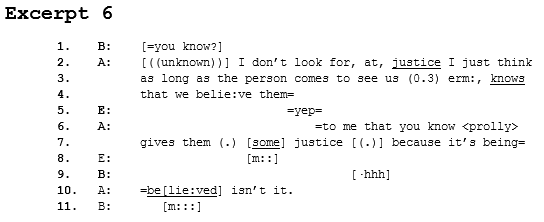 Excerpt 6
1. B: [=you know?]
2. A: [((unknown))] I don't look for, at, justice I just think
3. as long as the person comes to see us (0.3) erm:, knows
4. that we belie:ve them=
5. E: =yep=
6. A: =to me that you know <prolly>
7. gives them (.) [some] justice [(.)] because it's being=
8. E: [m::]
9. B: [·hhh]
10. A: =be[lie:ved] isn't it.
11. B: [m:::]